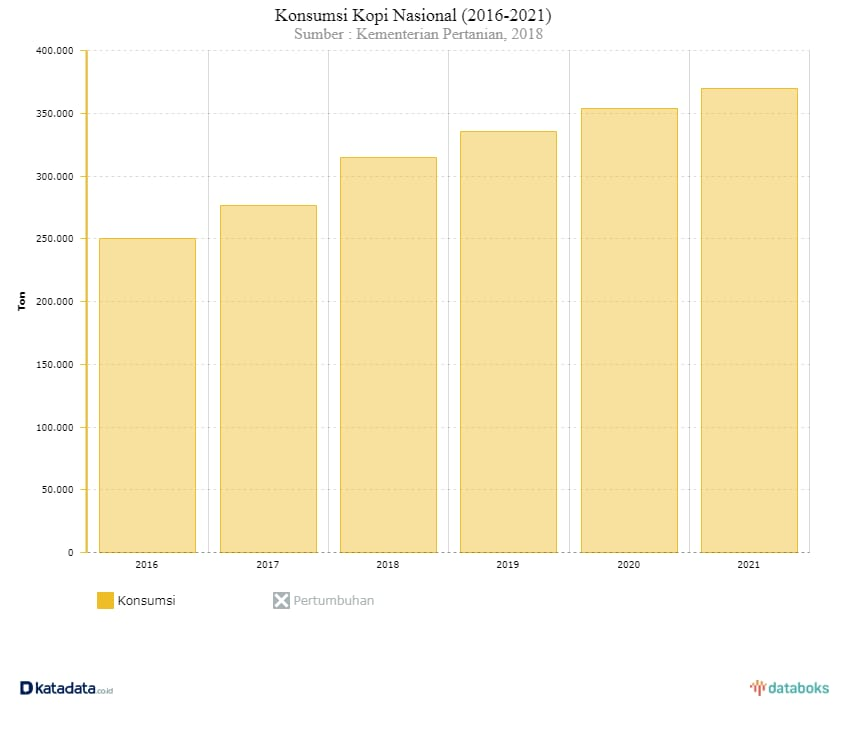 Konsumsi Kopi Nasional (2016-2021)
Sumber : Kementerian Pertanian, 2018
400.000
350.000
300.000
250.000
200.000
150.000
100.000
50.000
0
Ton
2016 2017 2018 2019 2020 2021
Konsumsi Pertumbuhan
katadata.co.id databoks